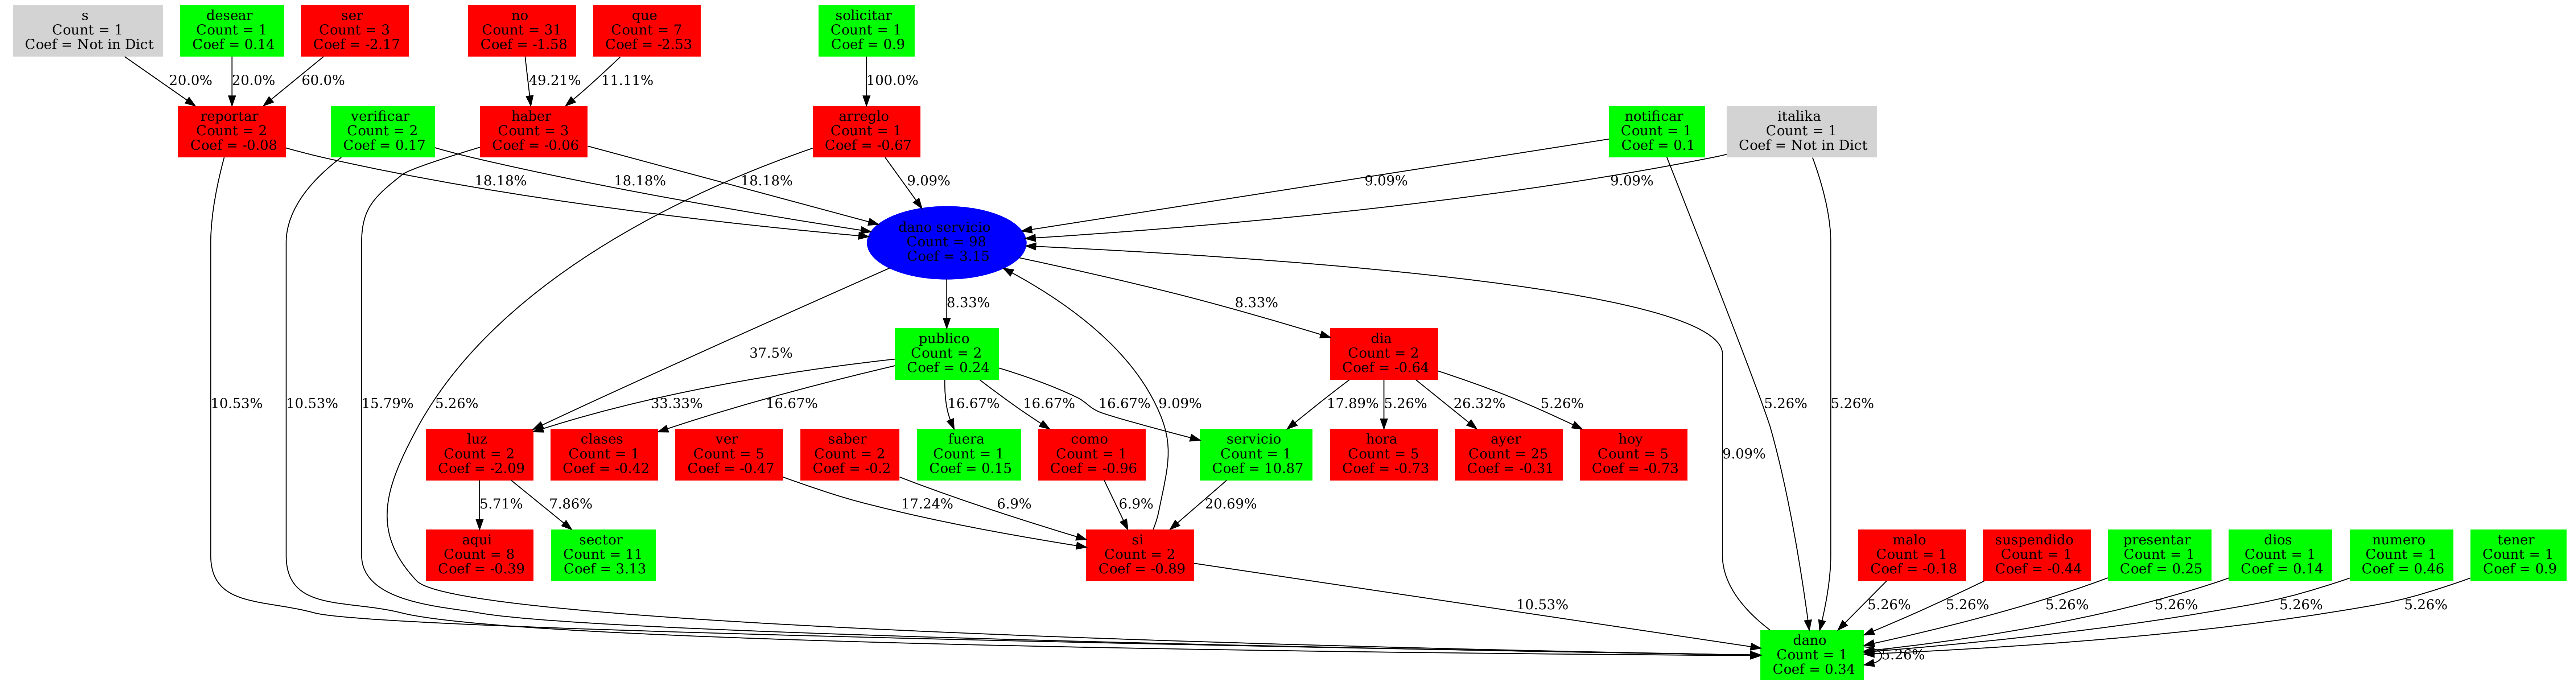 s
Count = 1
Coef = Not in Dict
desear
Count = 1
Coef = 0.14
ser
Count = 3
Coef = -2.17
no
Count = 31
Coef = -1.58
que
Count = 7
Coef = -2.53
solicitar
Count = 1
Coef = 0.9
20.0%
20.0%
60.0%
49.21%
11.11%
100.0%
reportar
Count = 2
Coef = -0.08
verificar
Count = 2
Coef = 0.17
haber
Count = 3
Coef = -0.06
arreglo
Count = 1
Coef = -0.67
notificar
Count = 1
Coef = 0.1
italika
Count = 1
Coef = Not in Dict
18.18%
18.18%
18.18%
9.09%
9.09%
9.09%
dano servicio
Count = 98
Coef = 3.15
8.33%
8.33%
37.5%
publico
Count = 2
Coef = 0.24
dia
Count = 2
Coef = -0.64
10.53%
10.53%
15.79%
5.26%
33.33%
16.67%
16.67%
16.67%
16.67%
9.09%
17.89%
5.26%
26.32%
5.26%
5.26%
5.26%
luz
Count = 2
Coef = -2.09
clases
Count = 1
Coef = -0.42
ver
Count = 5
Coef = -0.47
saber
Count = 2
Coef = -0.2
fuera
Count = 1
Coef = 0.15
como
Count = 1
Coef = -0.96
servicio
Count = 1
Coef = 10.87
hora
Count = 5
Coef = -0.73
ayer
Count = 25
Coef = -0.31
hoy
Count = 5
Coef = -0.73
9.09%
5.71%
7.86%
17.24%
6.9%
6.9%
20.69%
aqui
Count = 8
Coef = -0.39
sector
Count = 11
Coef = 3.13
si
Count = 2
Coef = -0.89
malo
Count = 1
Coef = -0.18
suspendido
Count = 1
Coef = -0.44
presentar
Count = 1
Coef = 0.25
dios
Count = 1
Coef = 0.14
numero
Count = 1
Coef = 0.46
tener
Count = 1
Coef = 0.9
10.53%
5.26%
5.26%
5.26%
5.26%
5.26%
5.26%
dano
Count = 1
Coef = 0.34
5.26%